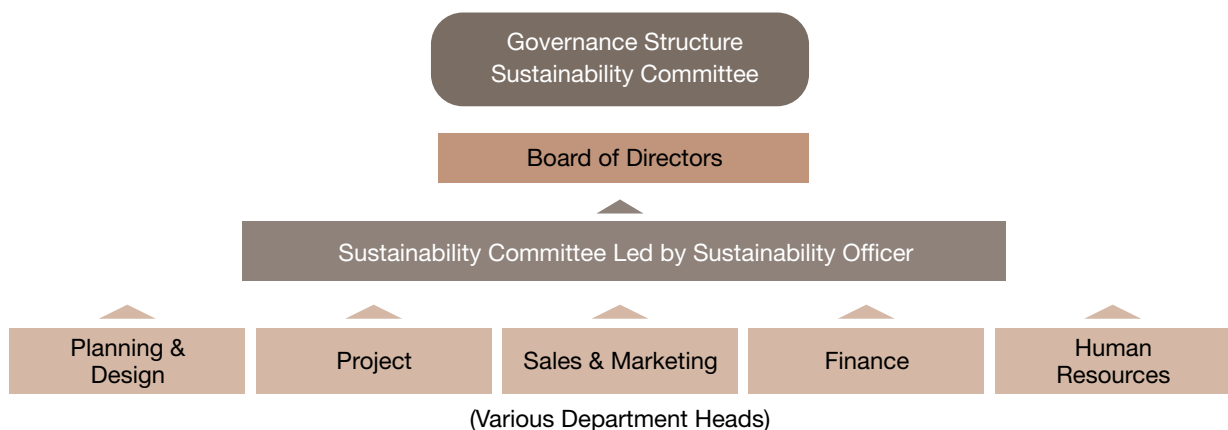 Governance Structure
Sustainability Committee
Board of Directors
Sustainability Committee Led by Sustainability Officer
Planning &
Design
Project
Sales & Marketing
Finance
Human
Resources
(Various Department Heads)